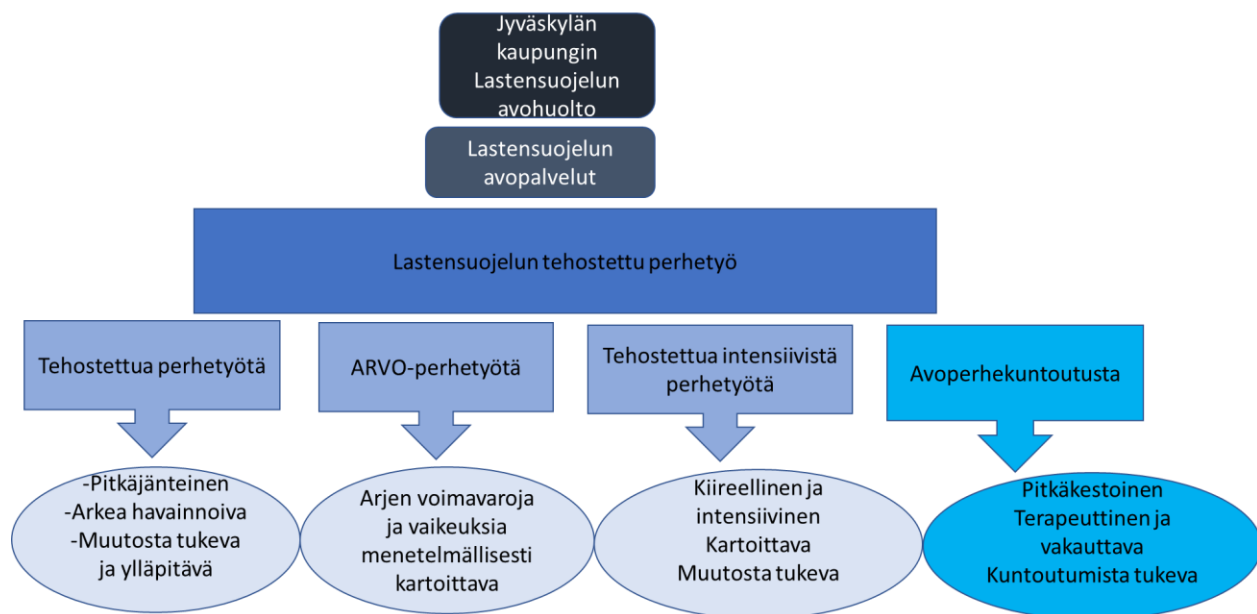 Jyväskylän
kaupungin
Lastensuojelun
avohuolto
Lastensuojelun
avopalvelut
Lastensuojelun tehostettu perhetyö
Tehostettua perhetyötä
ARVO-perhetyötä
Tehostettua intensiivistä
perhetyötä
Avoperhekuntoutusta
-Pitkäjänteinen
-Arkea havainnoiva
-Muutosta tukeva
ja ylläpitävä
Arjen voimavaroja
ja vaikeuksia
menetelmällisesti
kartoittava
Kiireellinen ja
intensiivinen
Kartoittava
Muutosta tukeva
Pitkäkestoinen
Terapeuttinen ja
vakauttava
Kuntoutumista tukeva